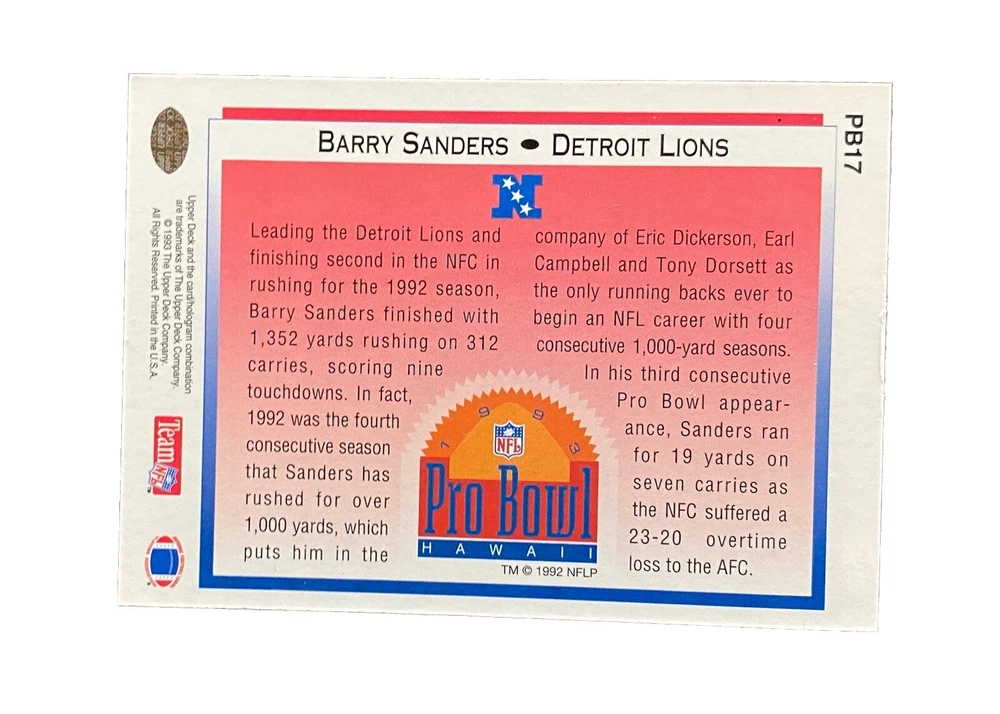 BARRY SANDERS • DETROIT LIONS
PB17
N
Leading the Detroit Lions and
finishing second in the NFC in
rushing for the 1992 season,
Barry Sanders finished with
1,352 yards rushing on 312
carries, scoring nine
touchdowns. In fact,
1992 was the fourth
consecutive season
that Sanders has
rushed for over
1,000 yards, which
puts him in the
company of Eric Dickerson, Earl
Campbell and Tony Dorsett as
the only running backs ever to
begin an NFL career with four
consecutive 1,000-yard seasons.
In his third consecutive
Pro Bowl appear-
ance, Sanders ran
for 19 yards on
seven carries as
the NFC suffered a
23-20 overtime
loss to the AFC.
1993
NFL
Pro Bowl
HAWAII
TM © 1992 NFLP
Upper Deck and the card/hologram combination
are trademarks of The Upper Deck Company.
© 1993 The Upper Deck Company.
All Rights Reserved. Printed in the U.S.A.
Team
NFL